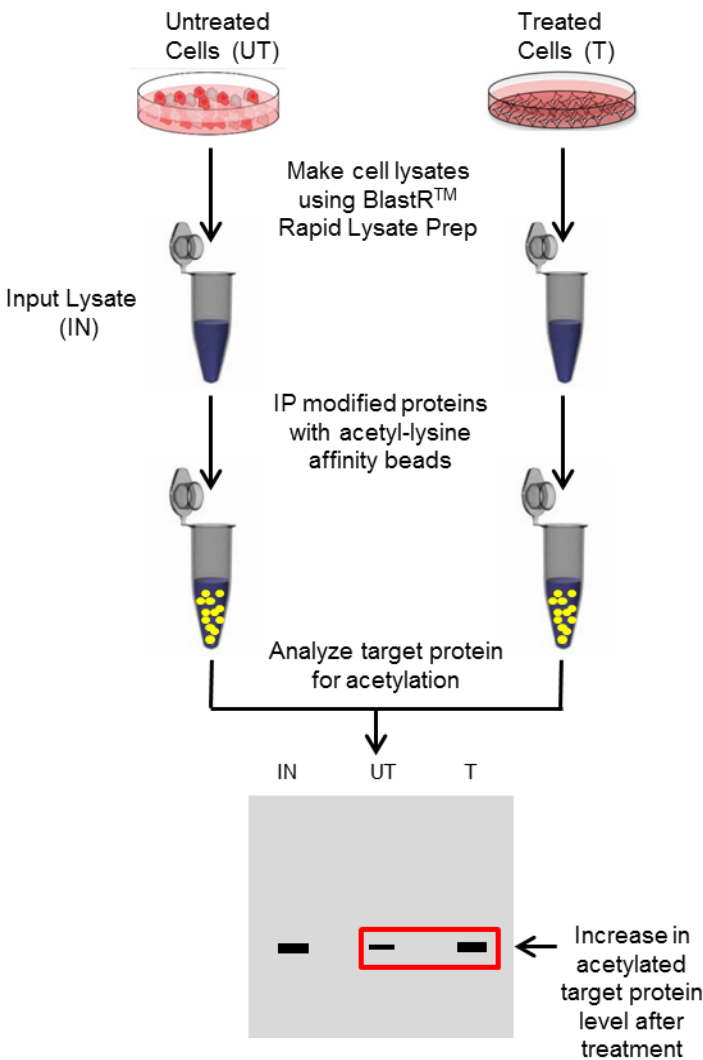 Untreated
Cells (UT)
Treated
Cells (T)
Make cell lysates
using BlastR™
Rapid Lysate Prep
Input Lysate
(IN)
IP modified proteins
with acetyl-lysine
affinity beads
Analyze target protein
for acetylation
IN UT T
Increase in
acetylated
target protein
level after
treatment